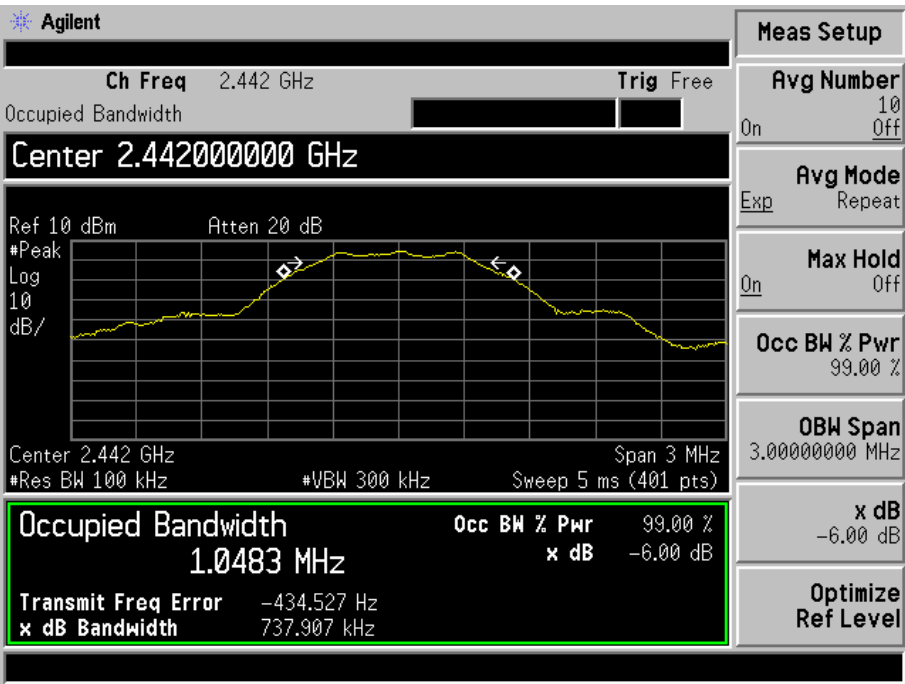 Agilent
Ch Freq 2.442 GHz Trig Free
Occupied Bandwidth
Center 2.442000000 GHz
Ref 10 dBm Atten 20 dB
#Peak
Log
10
dB/
Center 2.442 GHz Span 3 MHz
#Res BW 100 kHz #VBW 300 kHz Sweep 5 ms (401 pts)
Occupied Bandwidth
1.0483 MHz
Occ BW % Pwr 99.00 %
x dB -6.00 dB
Transmit Freq Error -434.527 Hz
x dB Bandwidth 737.907 kHz
Meas Setup
Avg Number
10
On Off
Avg Mode
Exp Repeat
Max Hold
On Off
Occ BW % Pwr
99.00 %
OBW Span
3.00000000 MHz
x dB
-6.00 dB
Optimize
Ref Level